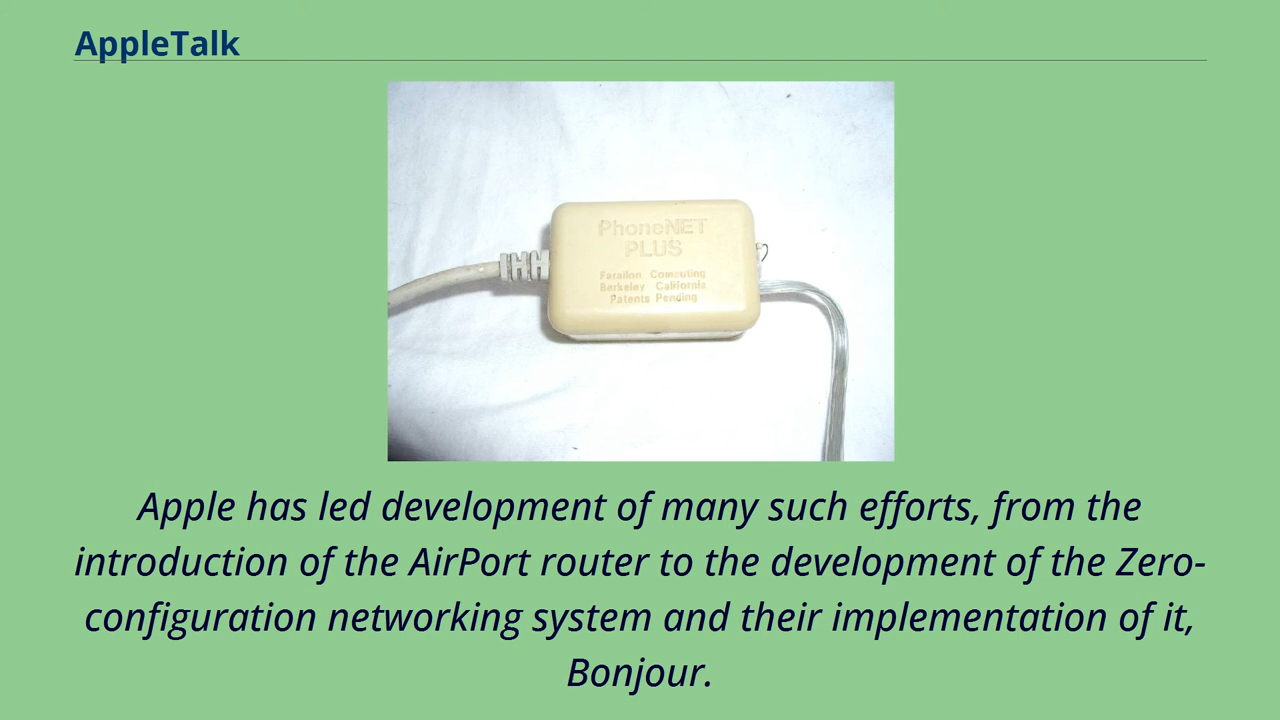 AppleTalk
PhoneNET
PLUS
Farallon Computing
Berkeley California
Patents Pending
Apple has led development of many such efforts, from the
introduction of the AirPort router to the development of the Zero-
configuration networking system and their implementation of it,
Bonjour.